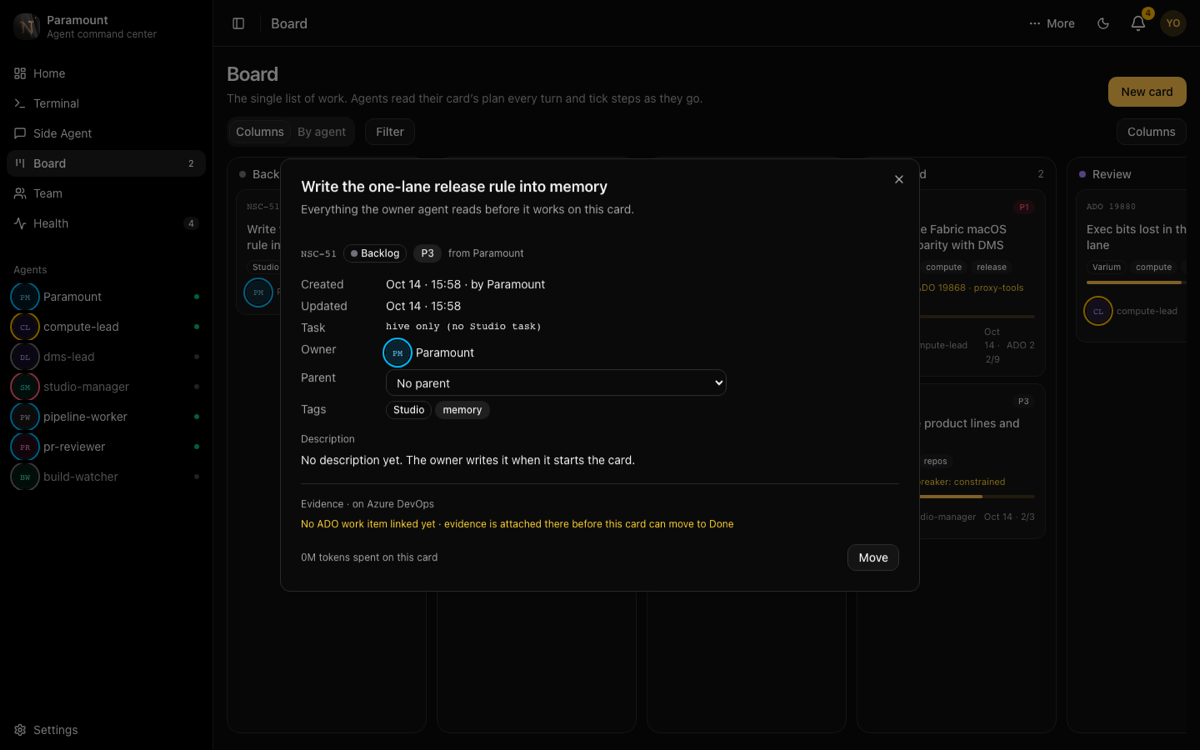 Paramount
Agent command center
Home
Terminal
Side Agent
Board 2
Team
Health 4
Agents
PM Paramount
CL compute-lead
DL dms-lead
SM studio-manager
PW pipeline-worker
PR pr-reviewer
BW build-watcher
Settings
Board
··· More
4
YO
Board
The single list of work. Agents read their card's plan every turn and tick steps as they go.
New card
Columns By agent Filter
Columns
Back
NSC-51
Write
rule in
Studio
PM
Write the one-lane release rule into memory
Everything the owner agent reads before it works on this card.
NSC-51 Backlog P3 from Paramount
Created Oct 14 · 15:58 · by Paramount
Updated Oct 14 · 15:58
Task hive only (no Studio task)
Owner PM Paramount
Parent No parent
Tags Studio memory
Description
No description yet. The owner writes it when it starts the card.
Evidence · on Azure DevOps
No ADO work item linked yet · evidence is attached there before this card can move to Done
0M tokens spent on this card
Move
d 2
P1
e Fabric macOS
parity with DMS
compute release
ADO 19868 · proxy-tools
mpute-lead
Oct
14 · ADO 2
2/9
P3
product lines and
repos
reaker: constrained
dio-manager Oct 14 · 2/3
Review
ADO 19880
Exec bits lost in th
lane
Varium compute
CL compute-lead